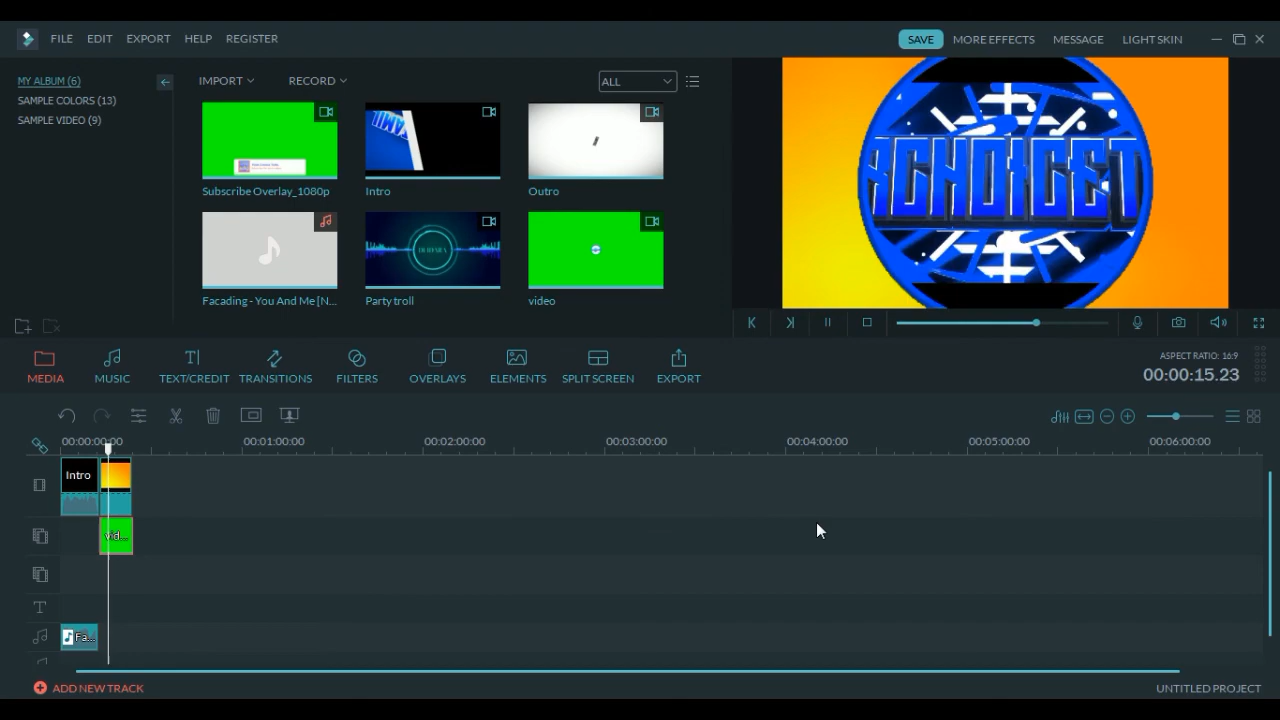 FILE EDIT EXPORT HELP REGISTER SAVE MORE EFFECTS MESSAGE LIGHT SKIN
MY ALBUM (6)
SAMPLE COLORS (13)
SAMPLE VIDEO (9)
IMPORT RECORD ALL
Subscribe Overlay_1080p Intro Outro
Facading - You And Me [N... Party troll video
RCHOICET
MEDIA MUSIC TEXT/CREDIT TRANSITIONS FILTERS OVERLAYS ELEMENTS SPLIT SCREEN EXPORT
ASPECT RATIO: 16:9
00:00:15.23
00:00:00:00 00:01:00:00 00:02:00:00 00:03:00:00 00:04:00:00 00:05:00:00 00:06:00:00
Intro
vid...
T
Fa...
ADD NEW TRACK UNTITLED PROJECT